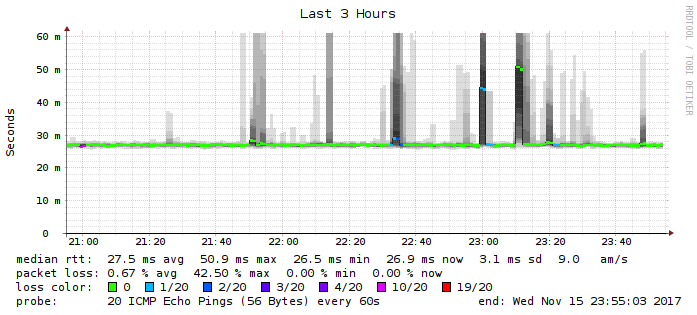 Last 3 Hours
RRDTOOL / TOBI OETIKER
Seconds
60 m
50 m
40 m
30 m
20 m
10 m
0
21:00 21:20 21:40 22:00 22:20 22:40 23:00 23:20 23:40
median rtt: 27.5 ms avg 50.9 ms max 26.5 ms min 26.9 ms now 3.1 ms sd 9.0 am/s
packet loss: 0.67 % avg 42.50 % max 0.00 % min 0.00 % now
loss color: 0 1/20 2/20 3/20 4/20 10/20 19/20
probe: 20 ICMP Echo Pings (56 Bytes) every 60s end: Wed Nov 15 23:55:03 2017